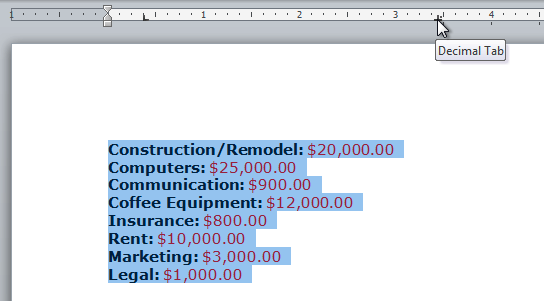 1 1 2 3 4
Decimal Tab
Construction/Remodel: $20,000.00
Computers: $25,000.00
Communication: $900.00
Coffee Equipment: $12,000.00
Insurance: $800.00
Rent: $10,000.00
Marketing: $3,000.00
Legal: $1,000.00